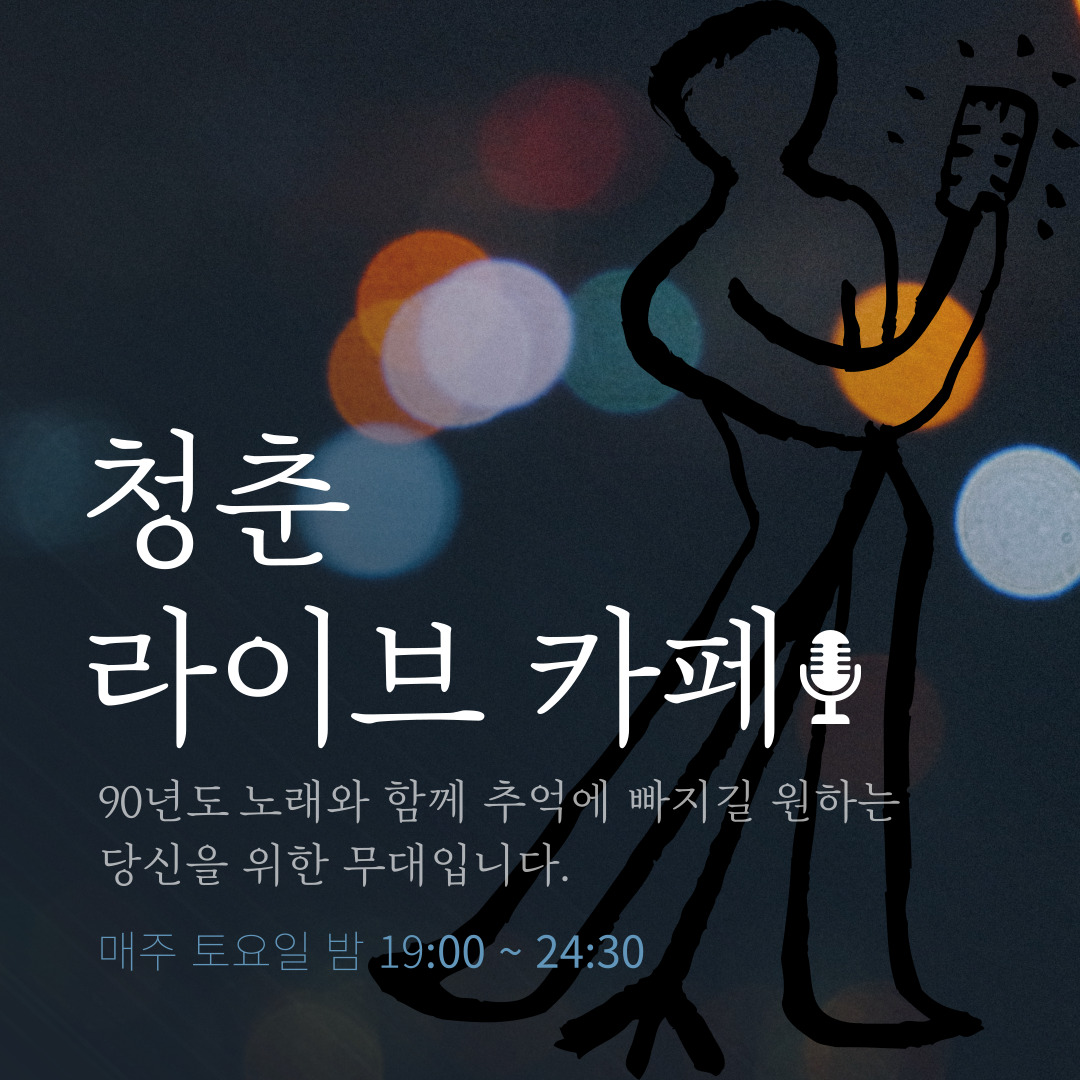 청춘
라이브 카페
90년도 노래와 함께 추억에 빠지길 원하는
당신을 위한 무대입니다.
매주 토요일 밤 19:00 ~ 24:30